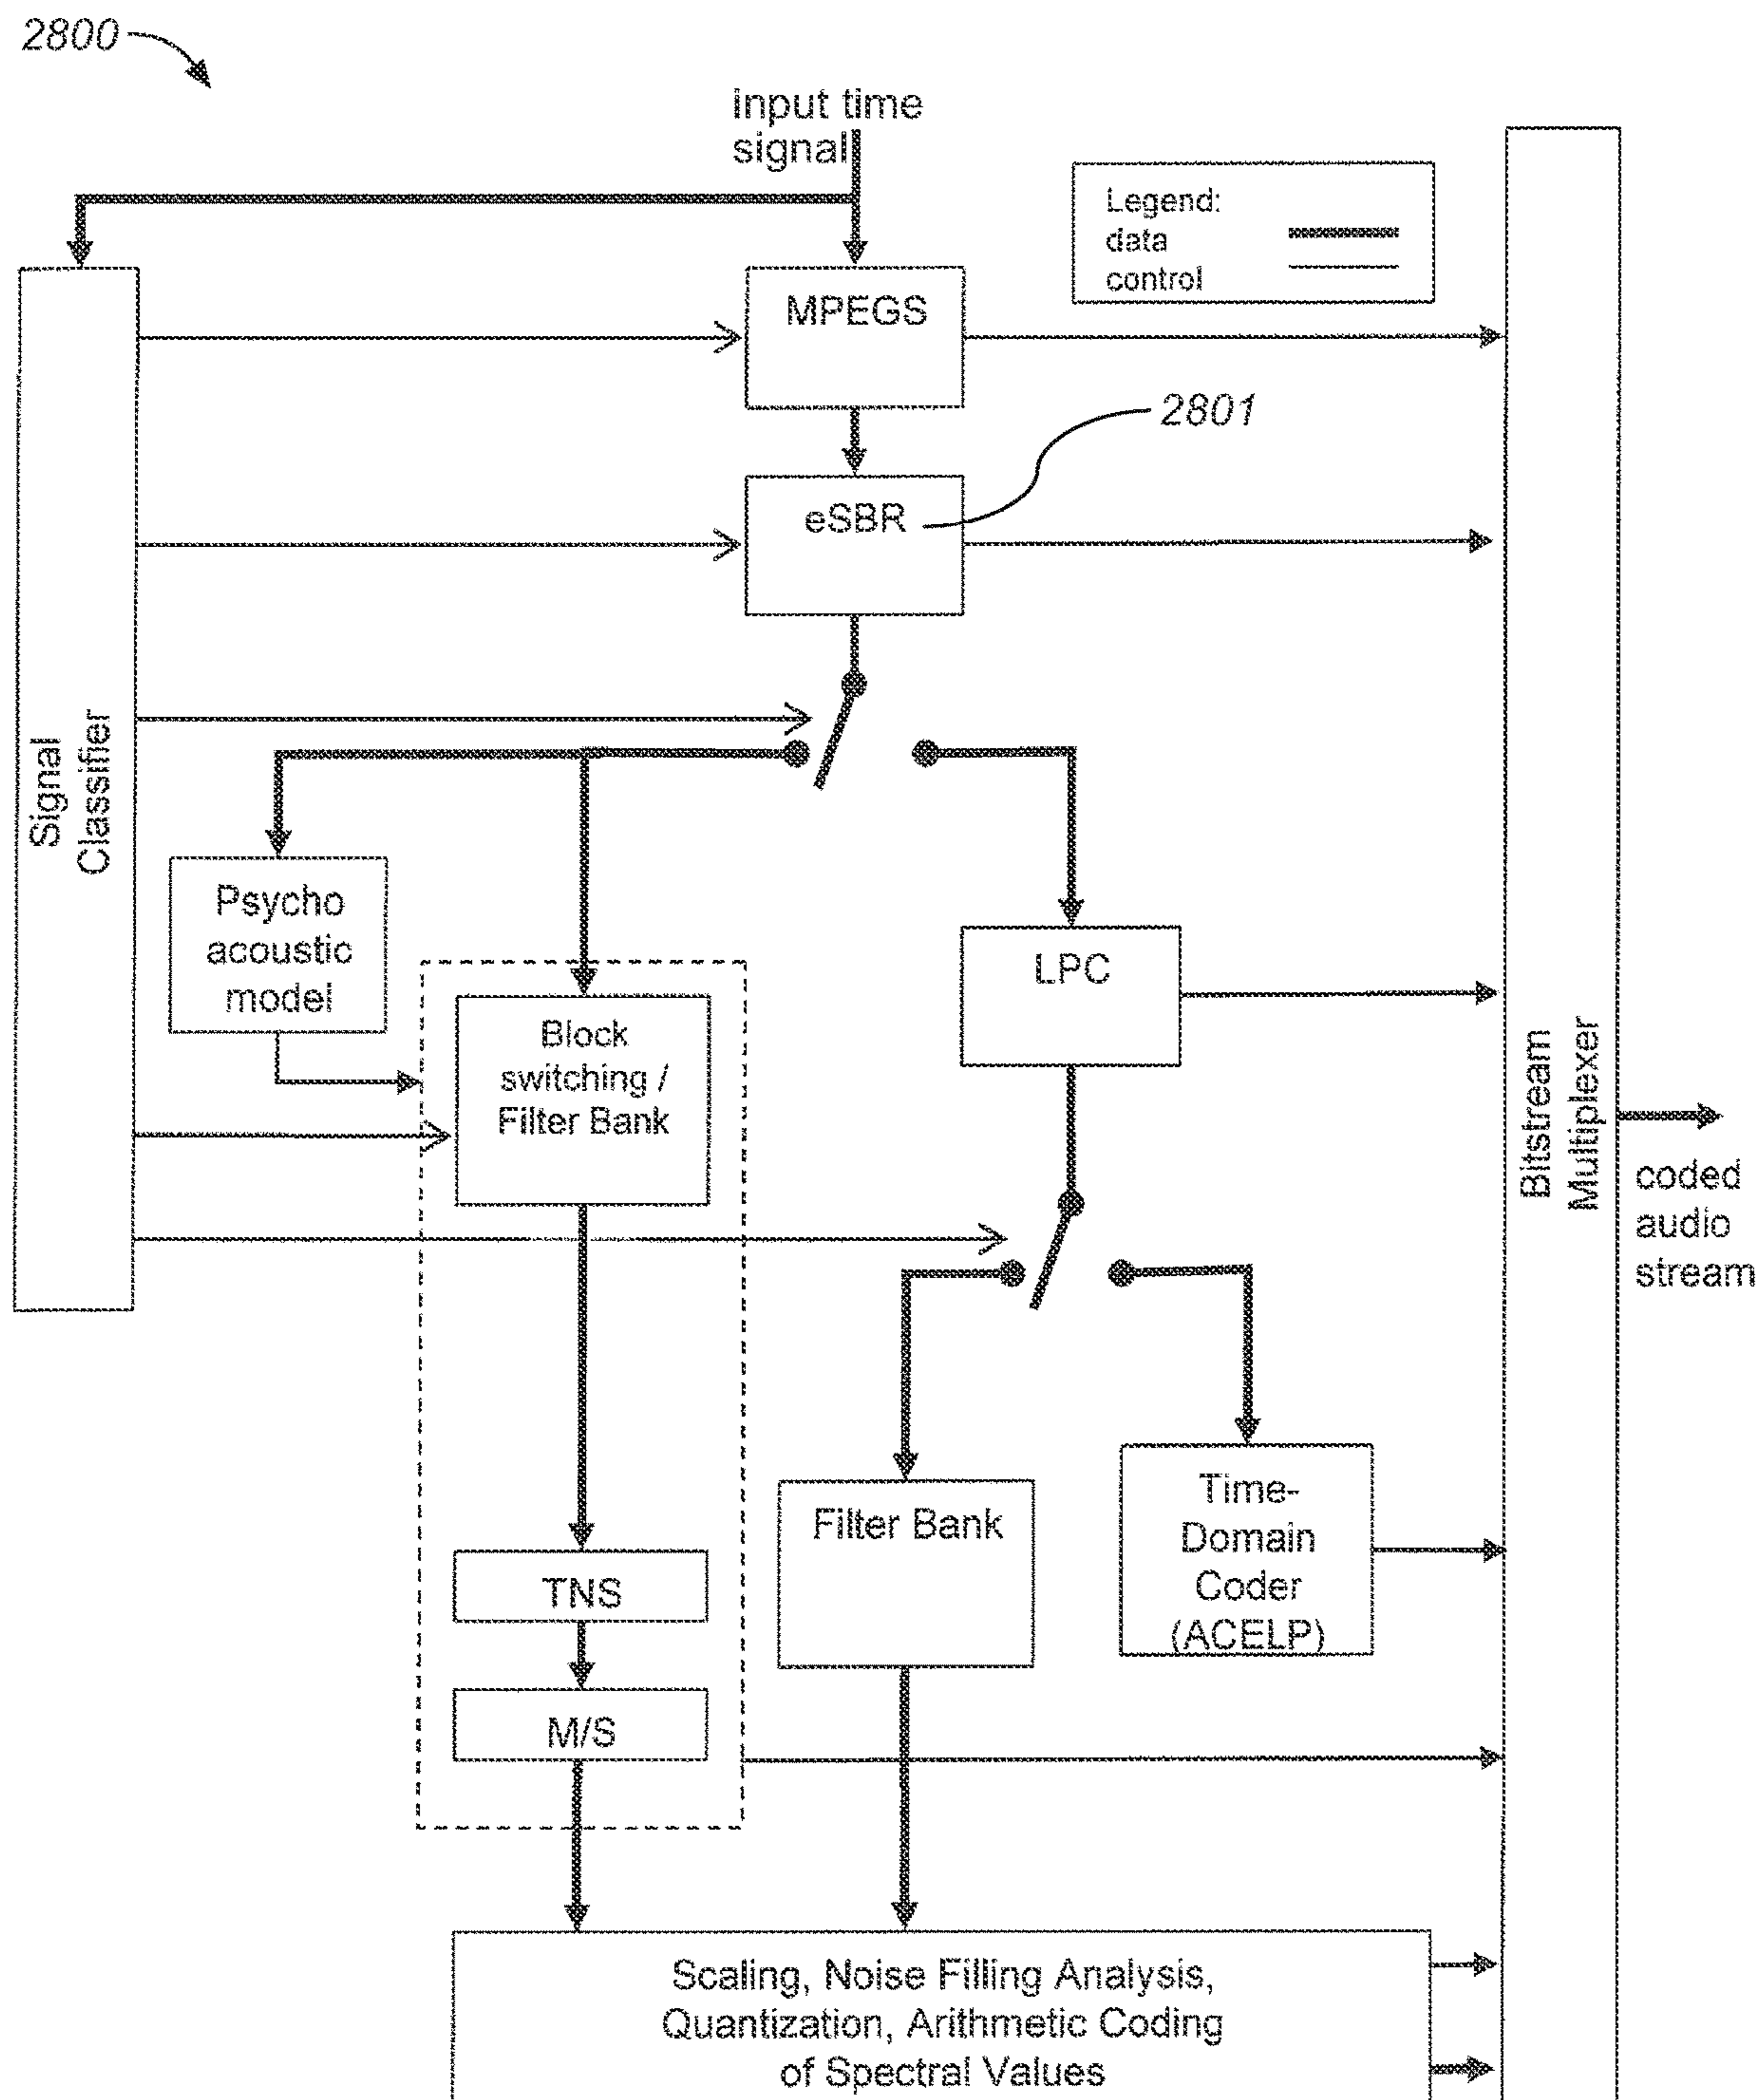 2800
input time
signal
Legend:
data
control
MPEGS
2801
eSBR
Signal
Classifier
Psycho
acoustic
model
Block
switching /
Filter Bank
LPC
Bitstream
Multiplexer
coded
audio
stream
Filter Bank
Time-
Domain
Coder
(ACELP)
TNS
M/S
Scaling, Noise Filling Analysis,
Quantization, Arithmetic Coding
of Spectral Values